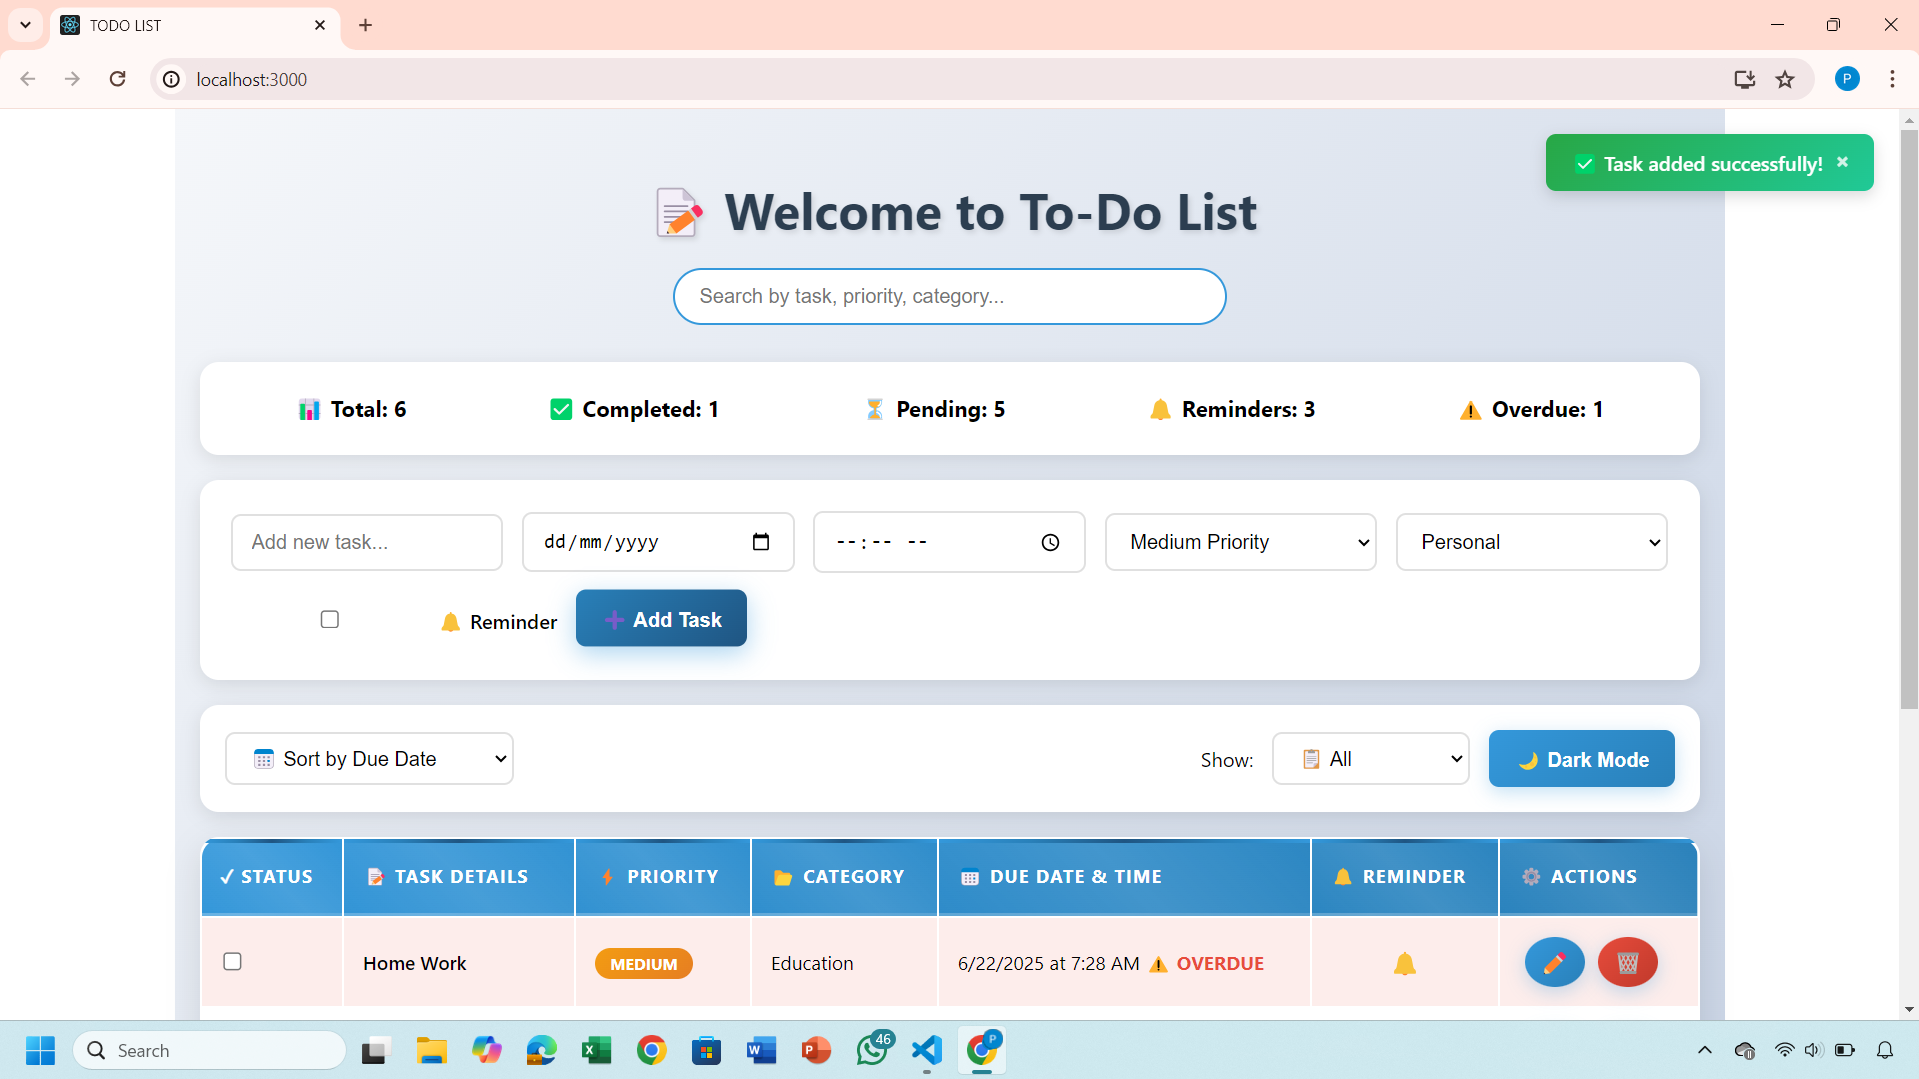 TODO LIST
localhost:3000
P
Task added successfully!
Welcome to To-Do List
Search by task, priority, category...
Total: 6 Completed: 1 Pending: 5 Reminders: 3 Overdue: 1
Add new task... dd/mm/yyyy --:-- -- Medium Priority Personal
Reminder Add Task
Sort by Due Date Show: All Dark Mode
STATUS TASK DETAILS PRIORITY CATEGORY DUE DATE & TIME REMINDER ACTIONS
Home Work MEDIUM Education 6/22/2025 at 7:28 AM OVERDUE
Search 46 P